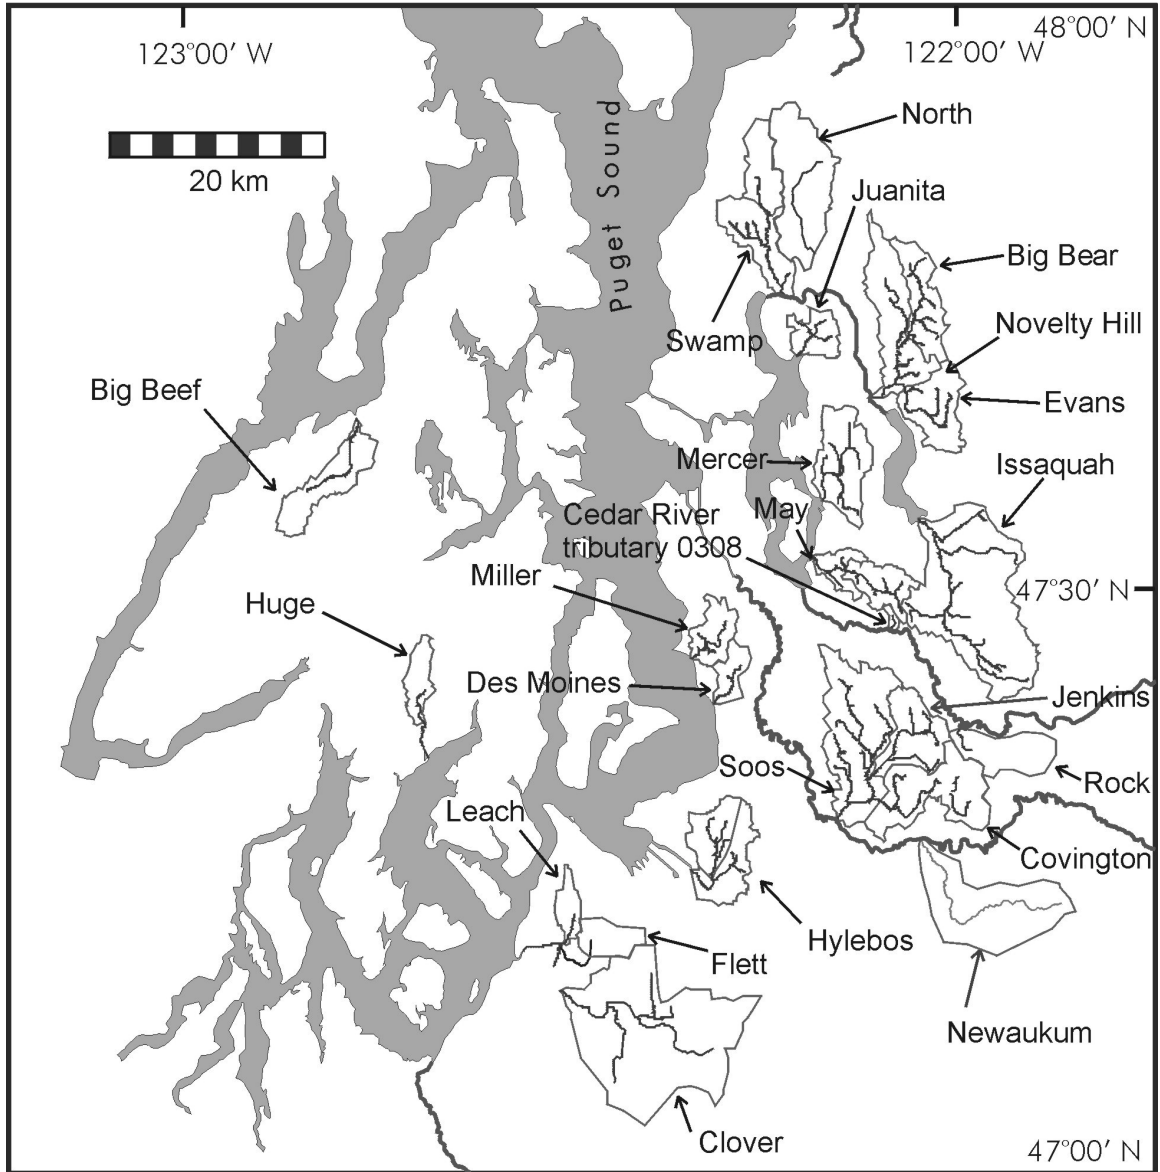 123°00' W
122°00' W
48°00' N
20 km
Puget Sound
North
Juanita
Big Bear
Swamp
Novelty Hill
Big Beef
Evans
Mercer
Issaquah
May
Cedar River
tributary 0308
Miller
47°30' N
Huge
Des Moines
Jenkins
Soos
Rock
Leach
Covington
Hylebos
Flett
Newaukum
Clover
47°00' N